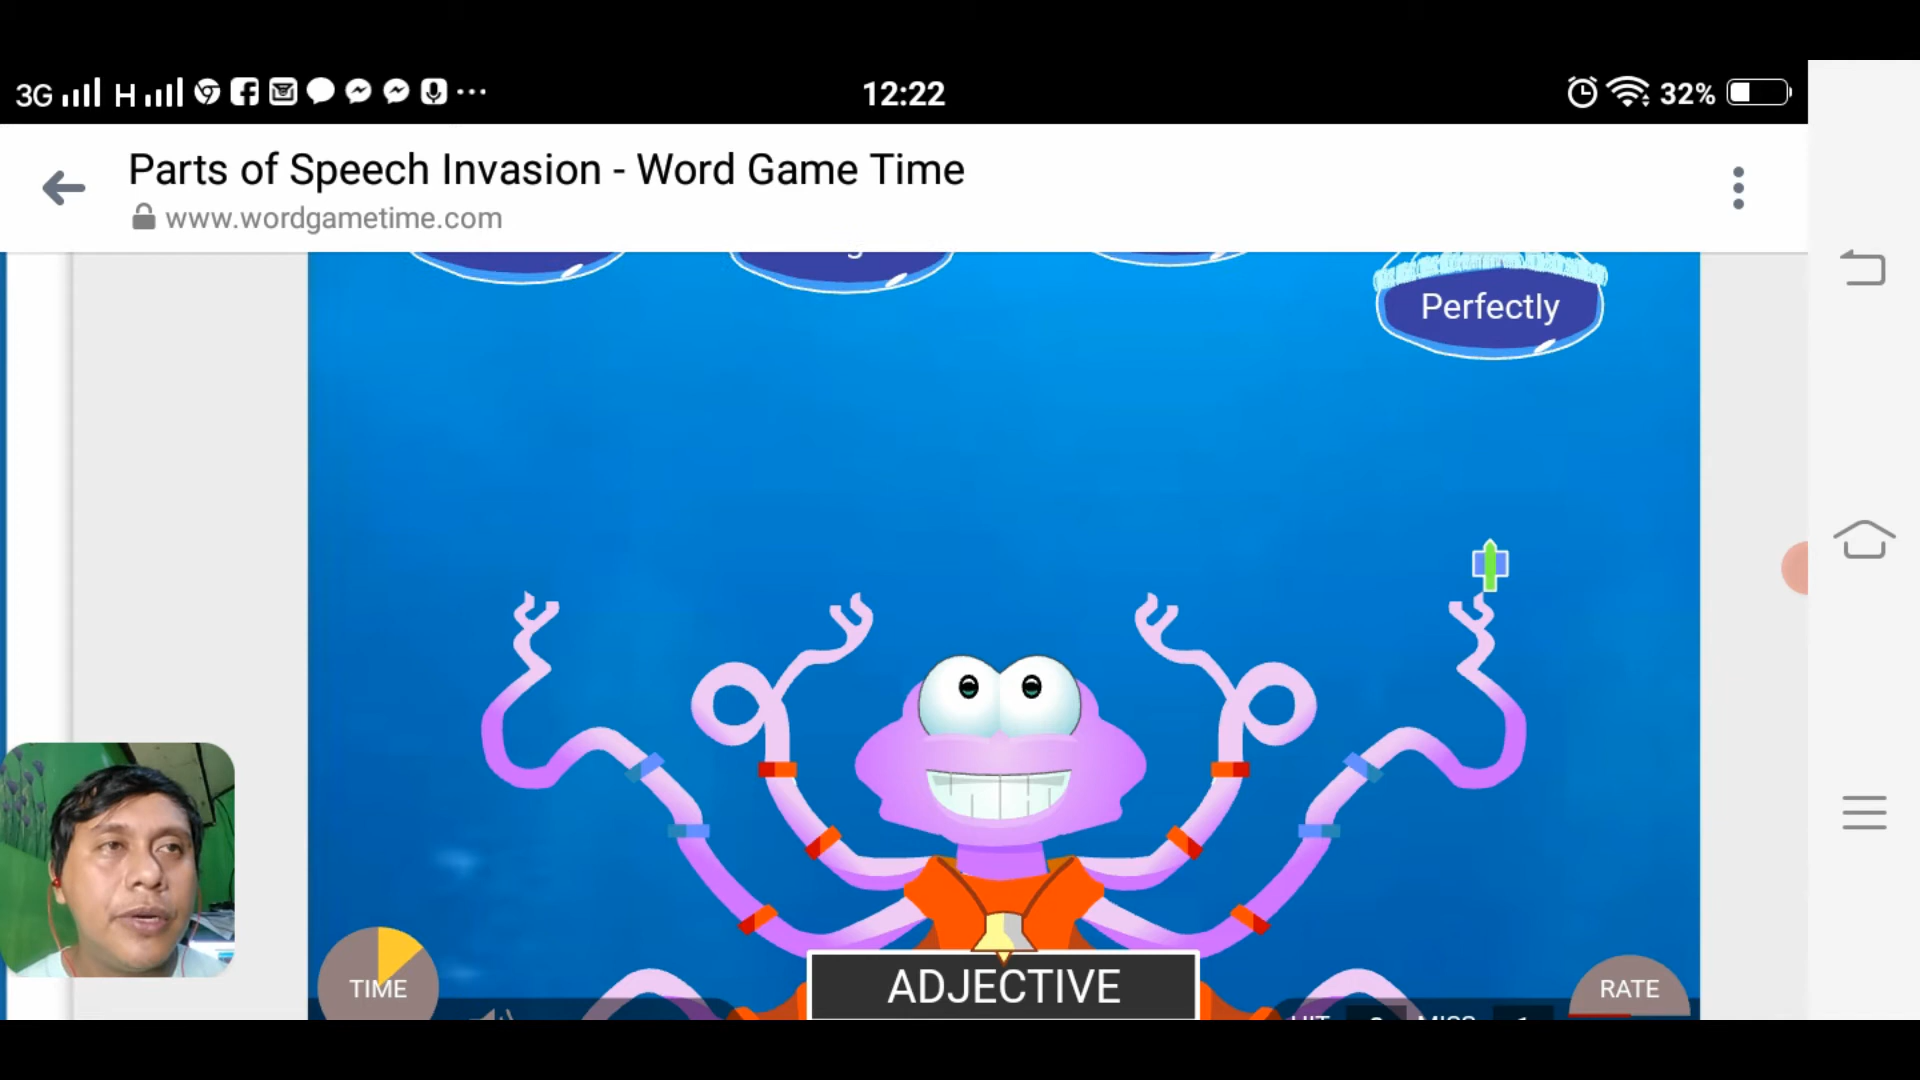 3G H 12:22 32%
Parts of Speech Invasion - Word Game Time
www.wordgametime.com
Perfectly
TIME
ADJECTIVE
RATE